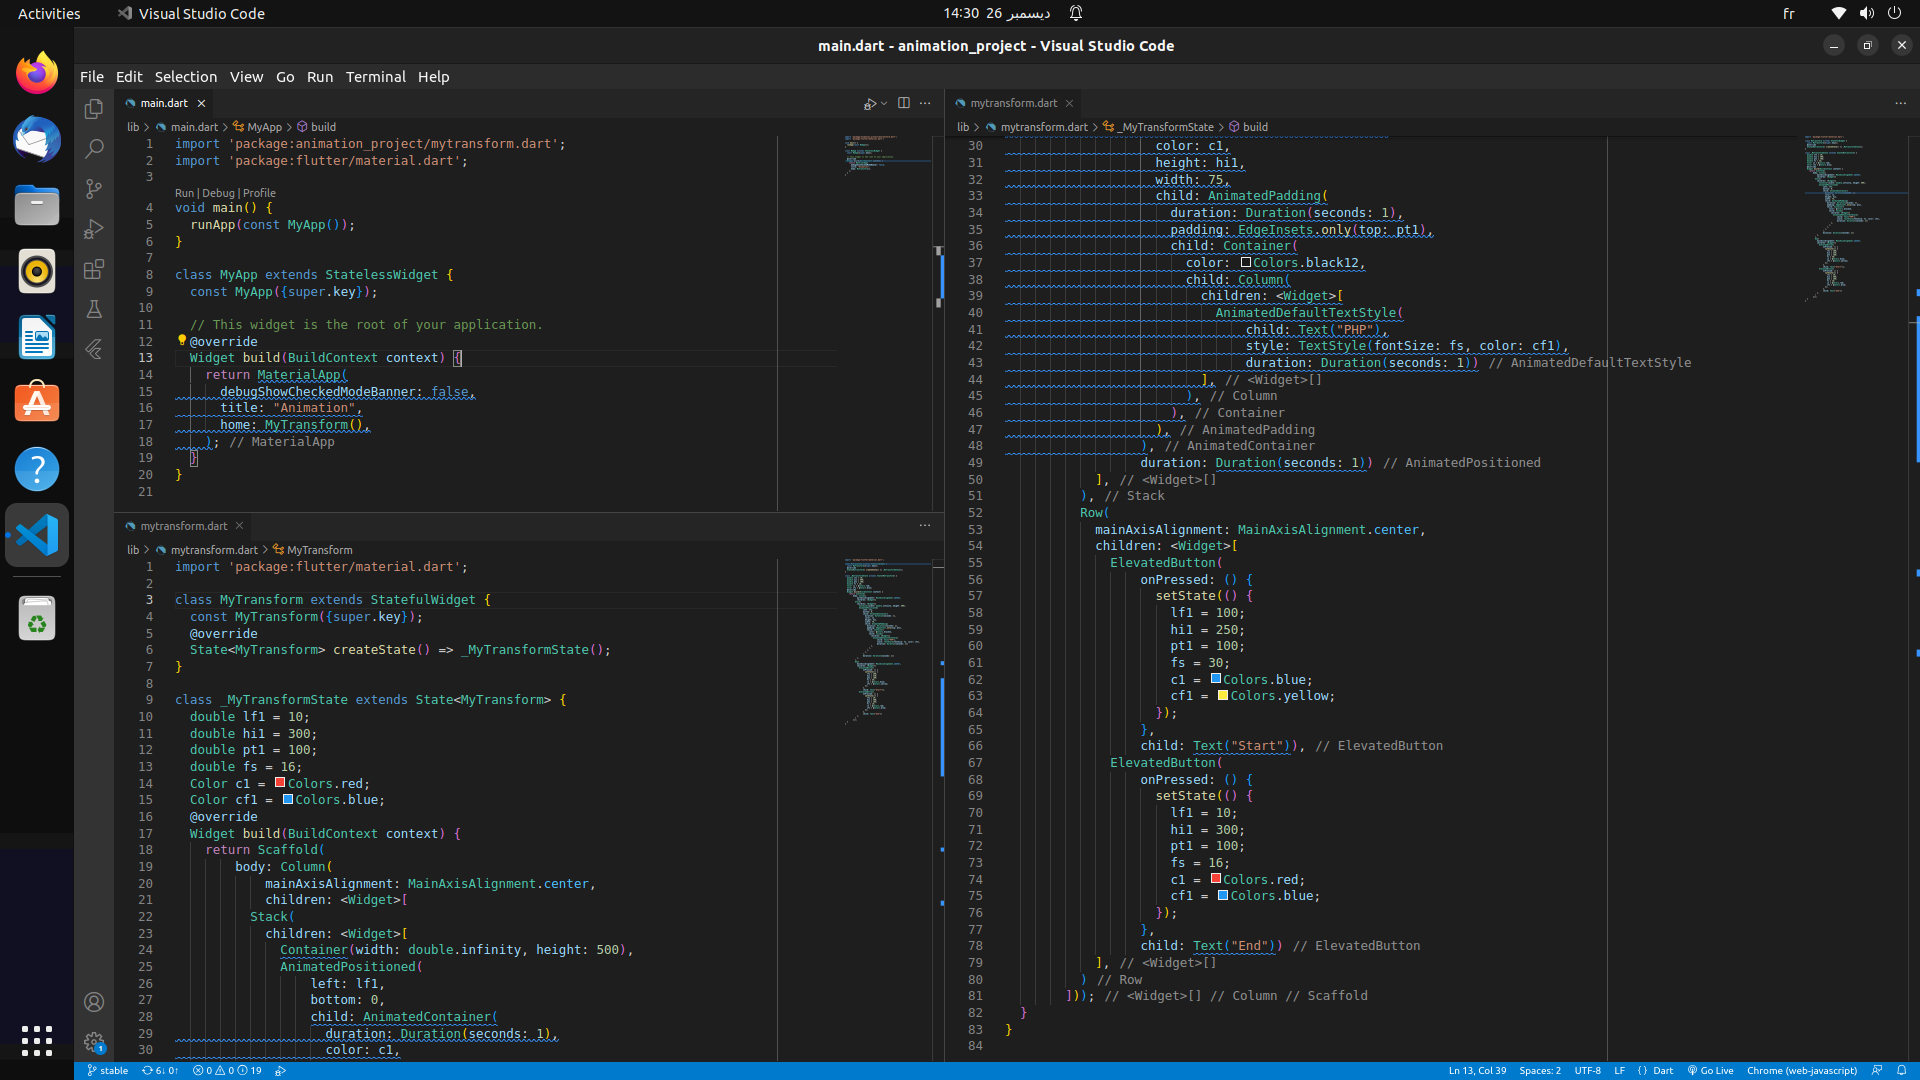 Activities
Visual Studio Code
14:30 26 ديسمبر
fr
main.dart - animation_project - Visual Studio Code
File Edit Selection View Go Run Terminal Help
main.dart
lib > main.dart > MyApp > build
1 import 'package:animation_project/mytransform.dart';
2 import 'package:flutter/material.dart';
3
Run | Debug | Profile
4 void main() {
5 runApp(const MyApp());
6 }
7
8 class MyApp extends StatelessWidget {
9 const MyApp({super.key});
10
11 // This widget is the root of your application.
12 @override
13 Widget build(BuildContext context) {
14 return MaterialApp(
15 debugShowCheckedModeBanner: false,
16 title: "Animation",
17 home: MyTransform(),
18 ); // MaterialApp
19 }
20 }
21
mytransform.dart
lib > mytransform.dart > MyTransform
1 import 'package:flutter/material.dart';
2
3 class MyTransform extends StatefulWidget {
4 const MyTransform({super.key});
5 @override
6 State<MyTransform> createState() => _MyTransformState();
7 }
8
9 class _MyTransformState extends State<MyTransform> {
10 double lf1 = 10;
11 double hi1 = 300;
12 double pt1 = 100;
13 double fs = 16;
14 Color c1 = Colors.red;
15 Color cf1 = Colors.blue;
16 @override
17 Widget build(BuildContext context) {
18 return Scaffold(
19 body: Column(
20 mainAxisAlignment: MainAxisAlignment.center,
21 children: <Widget>[
22 Stack(
23 children: <Widget>[
24 Container(width: double.infinity, height: 500),
25 AnimatedPositioned(
26 left: lf1,
27 bottom: 0,
28 child: AnimatedContainer(
29 duration: Duration(seconds: 1),
30 color: c1,
mytransform.dart
lib > mytransform.dart > _MyTransformState > build
30 color: c1,
31 height: hi1,
32 width: 75,
33 child: AnimatedPadding(
34 duration: Duration(seconds: 1),
35 padding: EdgeInsets.only(top: pt1),
36 child: Container(
37 color: Colors.black12,
38 child: Column(
39 children: <Widget>[
40 AnimatedDefaultTextStyle(
41 child: Text("PHP"),
42 style: TextStyle(fontSize: fs, color: cf1),
43 duration: Duration(seconds: 1)) // AnimatedDefaultTextStyle
44 ], // <Widget>[]
45 ), // Column
46 ), // Container
47 ), // AnimatedPadding
48 ), // AnimatedContainer
49 duration: Duration(seconds: 1)) // AnimatedPositioned
50 ], // <Widget>[]
51 ), // Stack
52 Row(
53 mainAxisAlignment: MainAxisAlignment.center,
54 children: <Widget>[
55 ElevatedButton(
56 onPressed: () {
57 setState(() {
58 lf1 = 100;
59 hi1 = 250;
60 pt1 = 100;
61 fs = 30;
62 c1 = Colors.blue;
63 cf1 = Colors.yellow;
64 });
65 },
66 child: Text("Start")), // ElevatedButton
67 ElevatedButton(
68 onPressed: () {
69 setState(() {
70 lf1 = 10;
71 hi1 = 300;
72 pt1 = 100;
73 fs = 16;
74 c1 = Colors.red;
75 cf1 = Colors.blue;
76 });
77 },
78 child: Text("End")) // ElevatedButton
79 ], // <Widget>[]
80 ) // Row
81 ])); // <Widget>[] // Column // Scaffold
82 }
83 }
84
1
stable 6↓ 0↑ 0 0 19
Ln 13, Col 39 Spaces: 2 UTF-8 LF { } Dart Go Live Chrome (web-javascript)